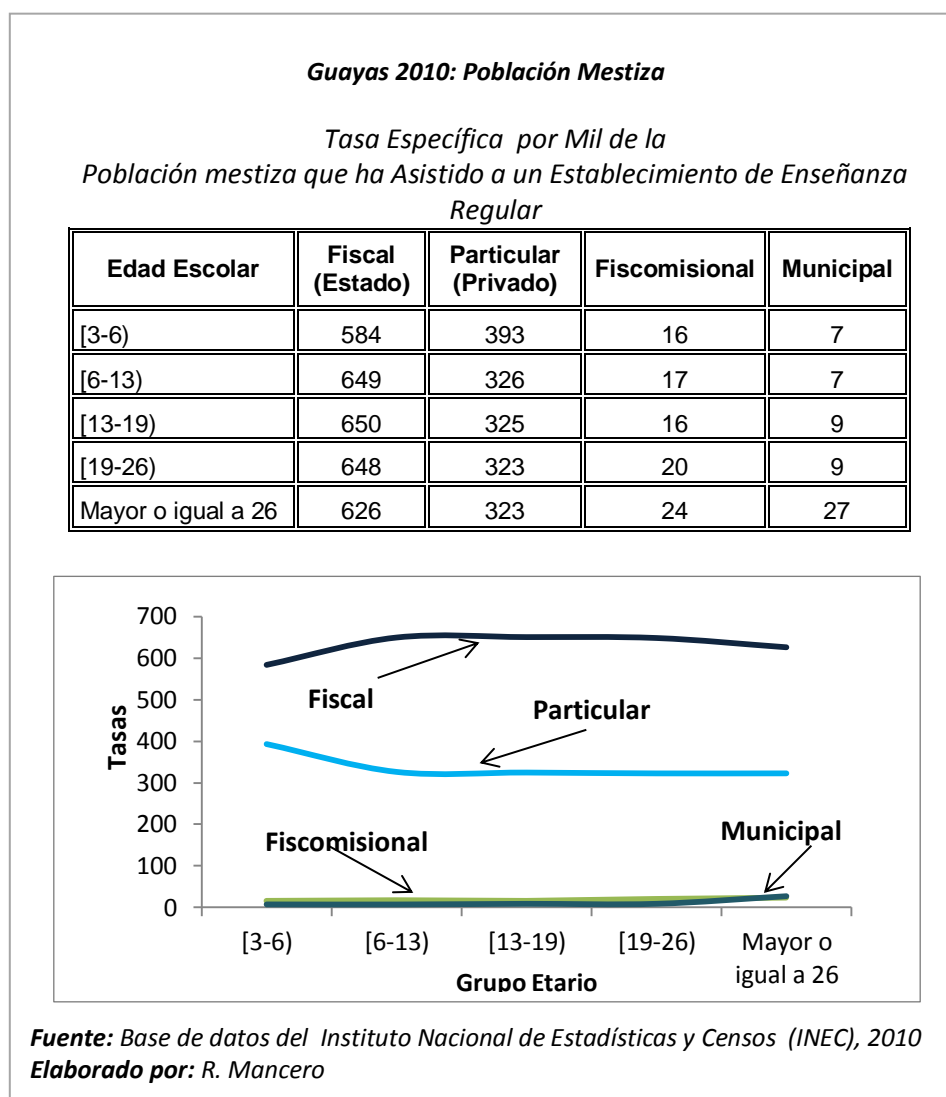 Guayas 2010: Población Mestiza
Tasa Específica por Mil de la
Población mestiza que ha Asistido a un Establecimiento de Enseñanza
Regular
Edad Escolar Fiscal (Estado) Particular (Privado) Fiscomisional Municipal
[3-6) 584 393 16 7
[6-13) 649 326 17 7
[13-19) 650 325 16 9
[19-26) 648 323 20 9
Mayor o igual a 26 626 323 24 27
700
600
500
400
300
200
100
0
Tasas
Fiscal
Particular
Fiscomisional
Municipal
[3-6) [6-13) [13-19) [19-26) Mayor o
igual a 26
Grupo Etario
Fuente: Base de datos del Instituto Nacional de Estadísticas y Censos (INEC), 2010
Elaborado por: R. Mancero